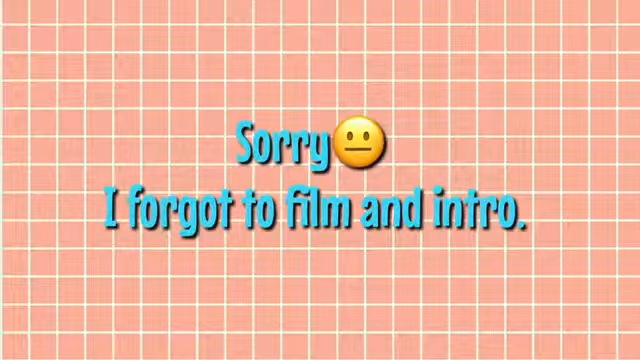 Sorry😐
I forgot to film and intro.